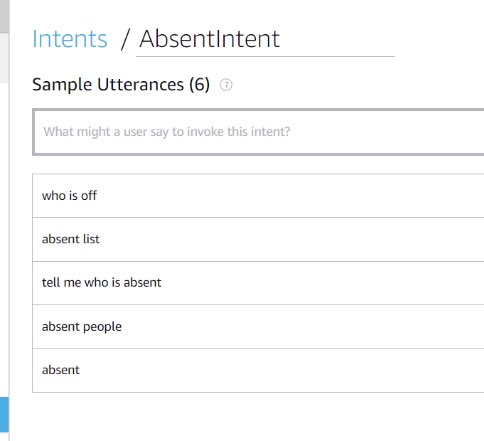 Intents / AbsentIntent
Sample Utterances (6) ?
What might a user say to invoke this intent?
who is off
absent list
tell me who is absent
absent people
absent